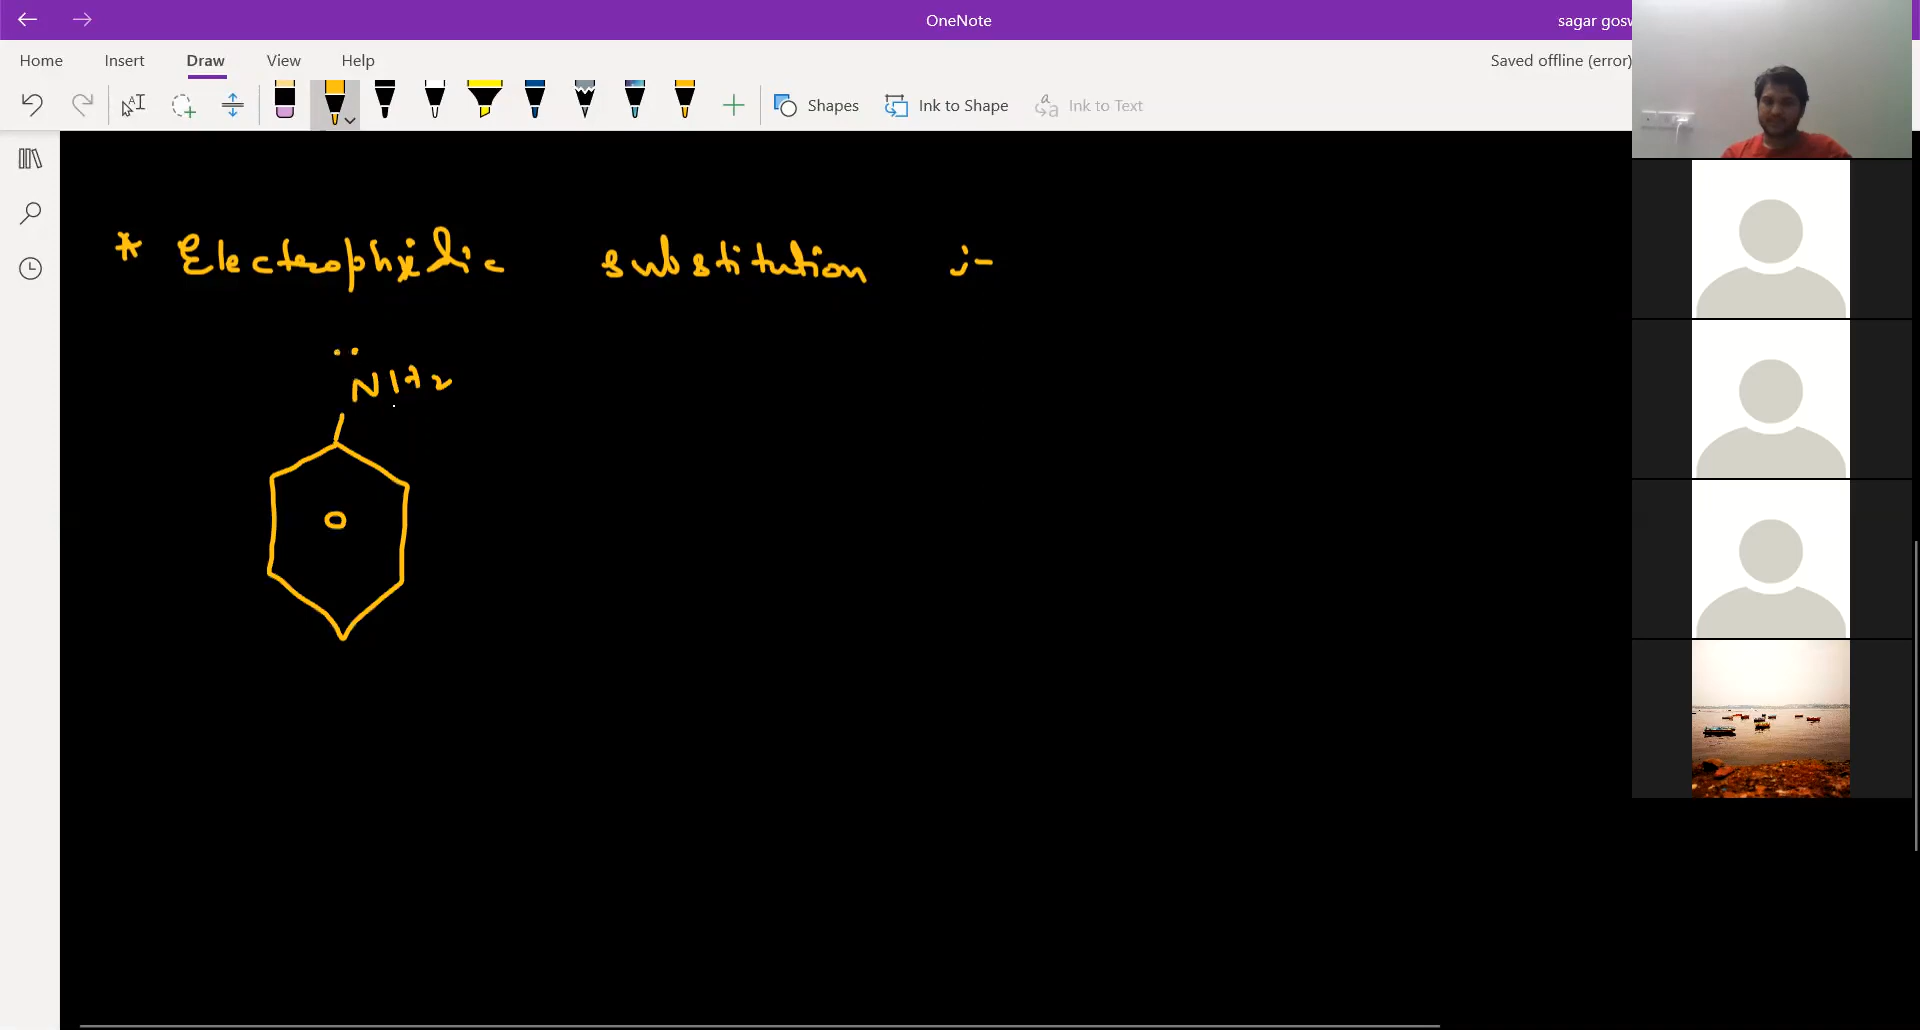 OneNote
sagar gosw
Home Insert Draw View Help
Saved offline (error)
Shapes Ink to Shape Ink to Text
* Electrophilic substitution :-
NH2